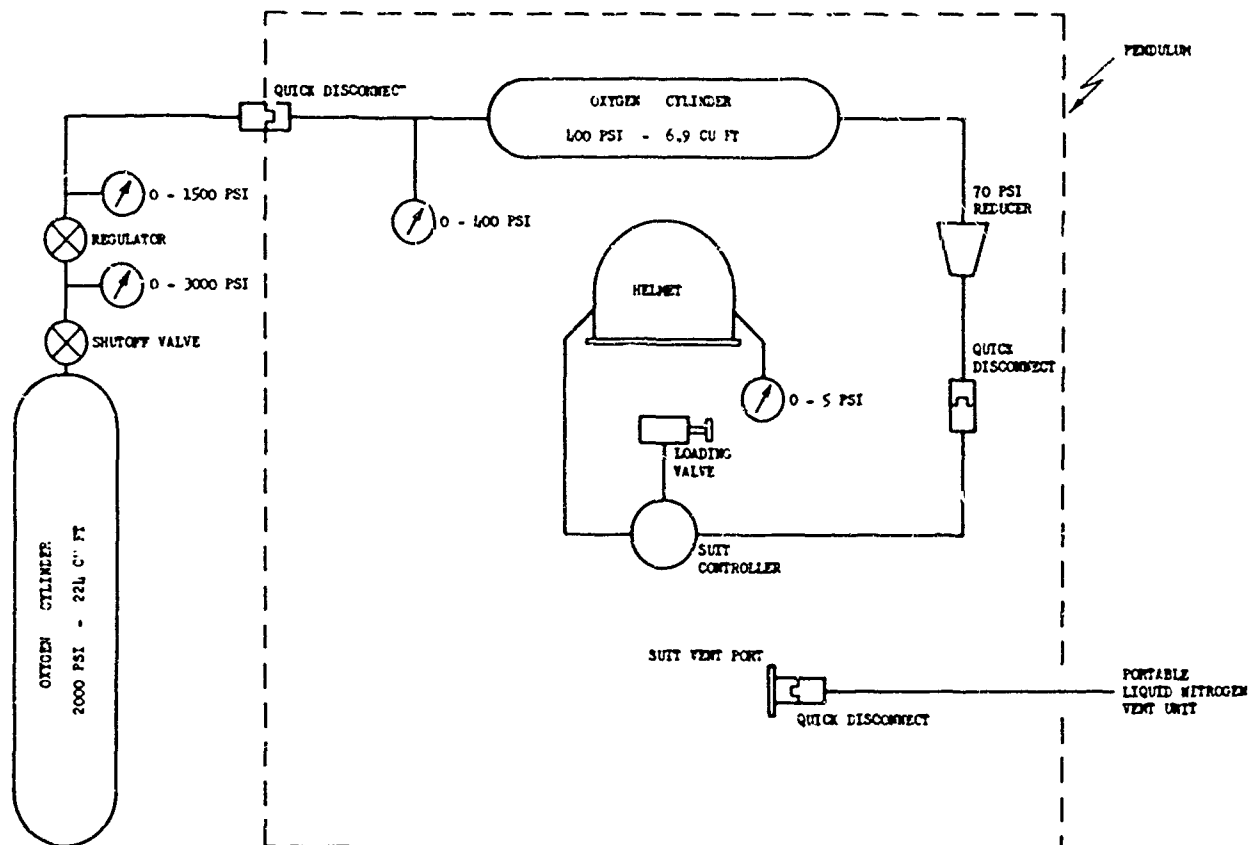 PENDULUM
QUICK DISCONNECT
OXYGEN CYLINDER
400 PSI - 6.9 CU FT
0 - 1500 PSI
70 PSI
REDUCER
0 - 400 PSI
REGULATOR
0 - 3000 PSI
HELMET
SHUTOFF VALVE
QUICK
DISCONNECT
0 - 5 PSI
LOADING
VALVE
OXYGEN CYLINDER
2000 PSI - 224 C" FT
SUIT
CONTROLLER
SUIT VENT PORT
PORTABLE
LIQUID NITROGEN
VENT UNIT
QUICK DISCONNECT